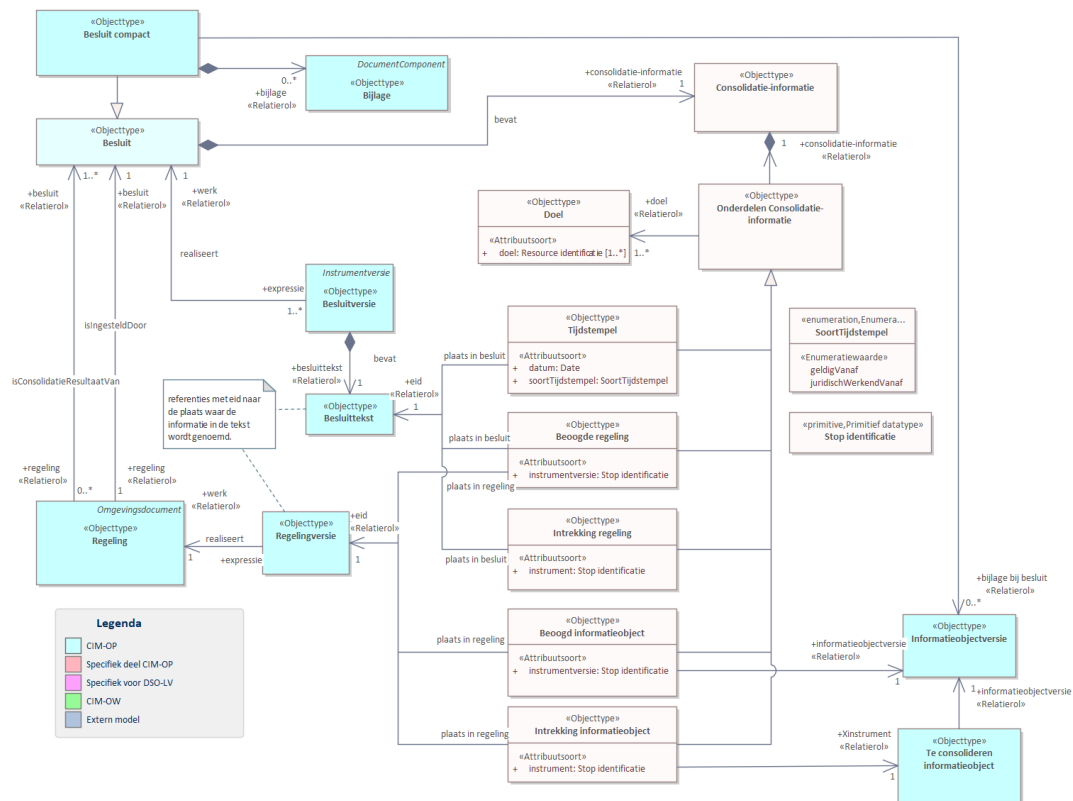 «Objecttype»
Besluit compact
DocumentComponent
«Objecttype»
Bijlage
0..*
+bijlage
«Relatierol»
+consolidatie-informatie
«Relatierol»
1
«Objecttype»
Consolidatie-informatie
«Objecttype»
Besluit
bevat
1
+consolidatie-informatie
«Relatierol»
+besluit
«Relatierol»
1..*
1
+besluit
«Relatierol»
1
+werk
«Relatierol»
«Objecttype»
Doel
«Attribuutsoort»
+ doel: Resource identificatie [1..*]
+doel
«Relatierol»
1..*
«Objecttype»
Onderdelen Consolidatie-
informatie
realiseert
Instrumentversie
«Objecttype»
Besluitversie
+expressie
1..*
isIngesteldDoor
isConsolidatieResultaatVan
bevat
+besluittekst
«Relatierol»
1
«Objecttype»
Tijdstempel
«Attribuutsoort»
+ datum: Date
+ soortTijdstempel: SoortTijdstempel
plaats in besluit
«enumeration,Enumera...
SoortTijdstempel
«Enumeratiewaarde»
geldigVanaf
juridischWerkendVanaf
referenties met eid naar
de plaats waar de
informatie in de tekst
wordt genoemd.
«Objecttype»
Besluittekst
+eid
«Relatierol»
1
«Objecttype»
Beoogde regeling
«Attribuutsoort»
+ instrumentversie: Stop identificatie
plaats in besluit
plaats in regeling
«primitive,Primitief datatype»
Stop identificatie
+regeling
«Relatierol»
0..*
1
+regeling
«Relatierol»
Omgevingsdocument
«Objecttype»
Regeling
+werk
«Relatierol»
1
realiseert
+expressie
«Objecttype»
Regelingversie
+eid
«Relatierol»
1
«Objecttype»
Intrekking regeling
«Attribuutsoort»
+ instrument: Stop identificatie
plaats in besluit
+bijlage bij besluit
«Relatierol»
0..*
Legenda
CIM-OP
Specifiek deel CIM-OP
Specifiek voor DSO-LV
CIM-OW
Extern model
«Objecttype»
Beoogd informatieobject
«Attribuutsoort»
+ instrumentversie: Stop identificatie
plaats in regeling
+informatieobjectversie
«Relatierol»
1
«Objecttype»
Informatieobjectversie
1
+informatieobjectversie
«Relatierol»
«Objecttype»
Intrekking informatieobject
«Attribuutsoort»
+ instrument: Stop identificatie
plaats in regeling
+Xinstrument
«Relatierol»
1
«Objecttype»
Te consolideren
informatieobject